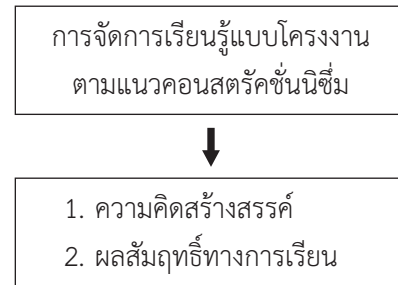 การจัดการเรียนรู้แบบโครงงาน
ตามแนวคอนสตรัคชั่นนิซึ่ม
1. ความคิดสร้างสรรค์
2. ผลสัมฤทธิ์ทางการเรียน